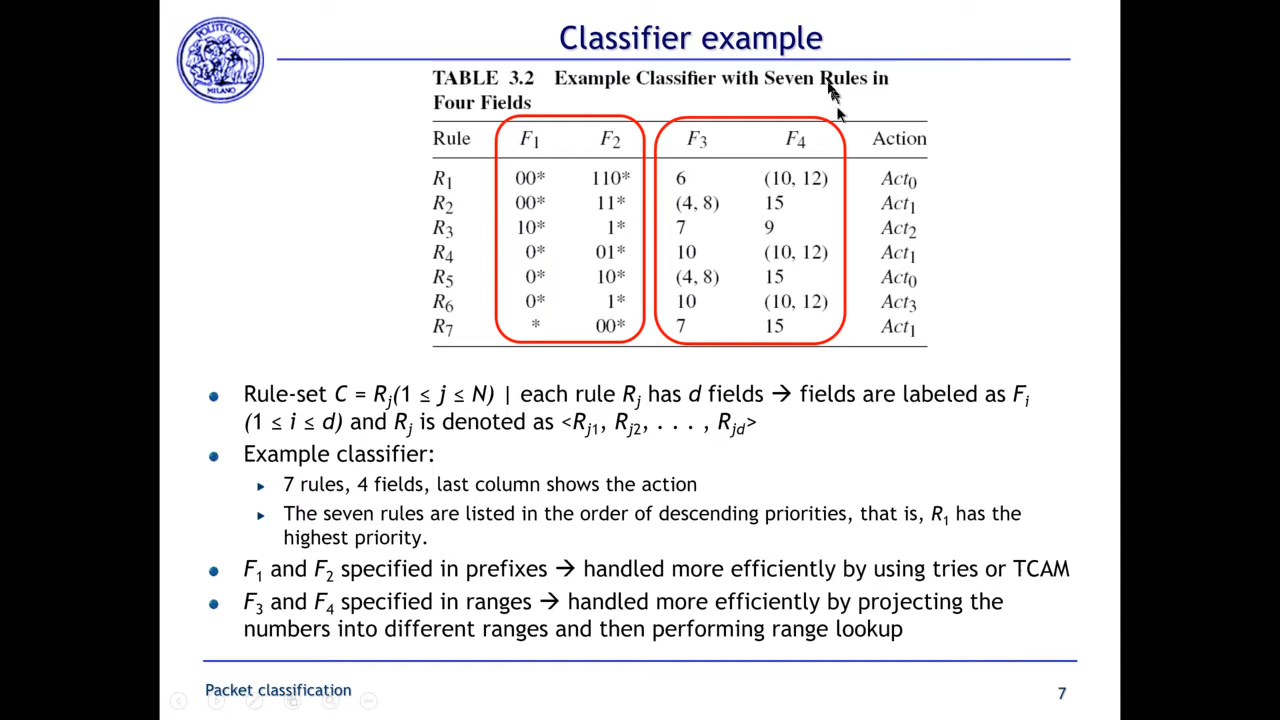 Classifier example
POLITECNICO
MILANO
TABLE 3.2 Example Classifier with Seven Rules in
Four Fields
Rule F1 F2 F3 F4 Action
R1 00* 110* 6 (10, 12) Act0
R2 00* 11* (4, 8) 15 Act1
R3 10* 1* 7 9 Act2
R4 0* 01* 10 (10, 12) Act1
R5 0* 10* (4, 8) 15 Act0
R6 0* 1* 10 (10, 12) Act3
R7 * 00* 7 15 Act1
Rule-set C = Rj(1 ≤ j ≤ N) | each rule Rj has d fields → fields are labeled as Fi
(1 ≤ i ≤ d) and Rj is denoted as <Rj1, Rj2, . . . , Rjd>
Example classifier:
7 rules, 4 fields, last column shows the action
The seven rules are listed in the order of descending priorities, that is, R1 has the
highest priority.
F1 and F2 specified in prefixes → handled more efficiently by using tries or TCAM
F3 and F4 specified in ranges → handled more efficiently by projecting the
numbers into different ranges and then performing range lookup
Packet classification
7